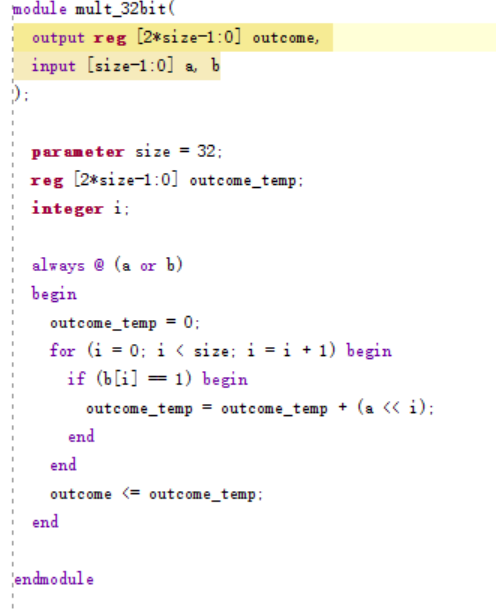 module mult_32bit(
  output reg [2*size-1:0] outcome,
  input [size-1:0] a, b
);
  parameter size = 32;
  reg [2*size-1:0] outcome_temp;
  integer i;
  always @ (a or b)
  begin
    outcome_temp = 0;
    for (i = 0; i < size; i = i + 1) begin
      if (b[i] == 1) begin
        outcome_temp = outcome_temp + (a << i);
      end
    end
    outcome <= outcome_temp;
  end
endmodule